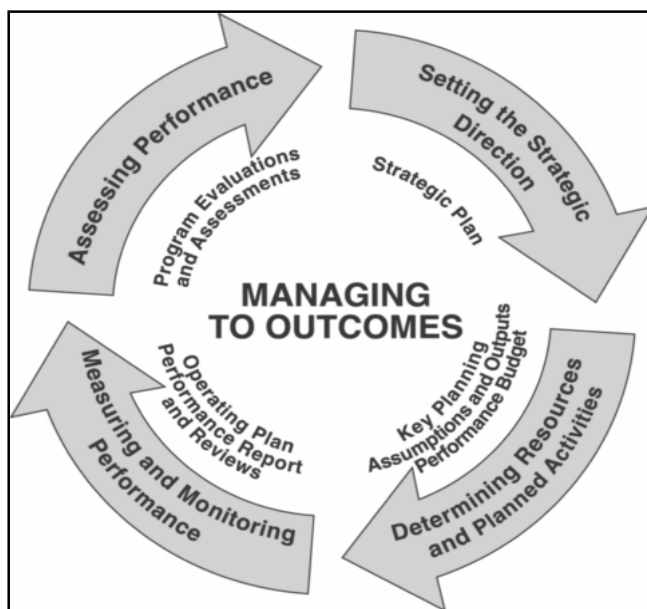 Assessing Performance
Setting the Strategic
Direction
Program Evaluations
and Assessments
Strategic Plan
MANAGING
TO OUTCOMES
Key Planning
Assumptions and Outputs
Performance Budget
Determining Resources
and Planned Activities
Operating Plan
Performance Report
and Reviews
Measuring and Monitoring
Performance